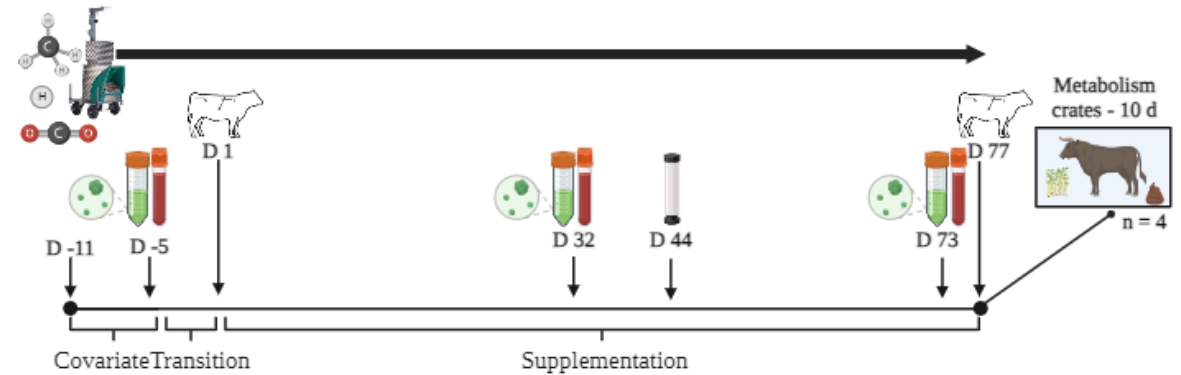 H
H
C
H
H
H
O C O
D 1
D 77
Metabolism
crates - 10 d
D -11
D -5
D 32
D 44
D 73
n = 4
Covariate
Transition
Supplementation